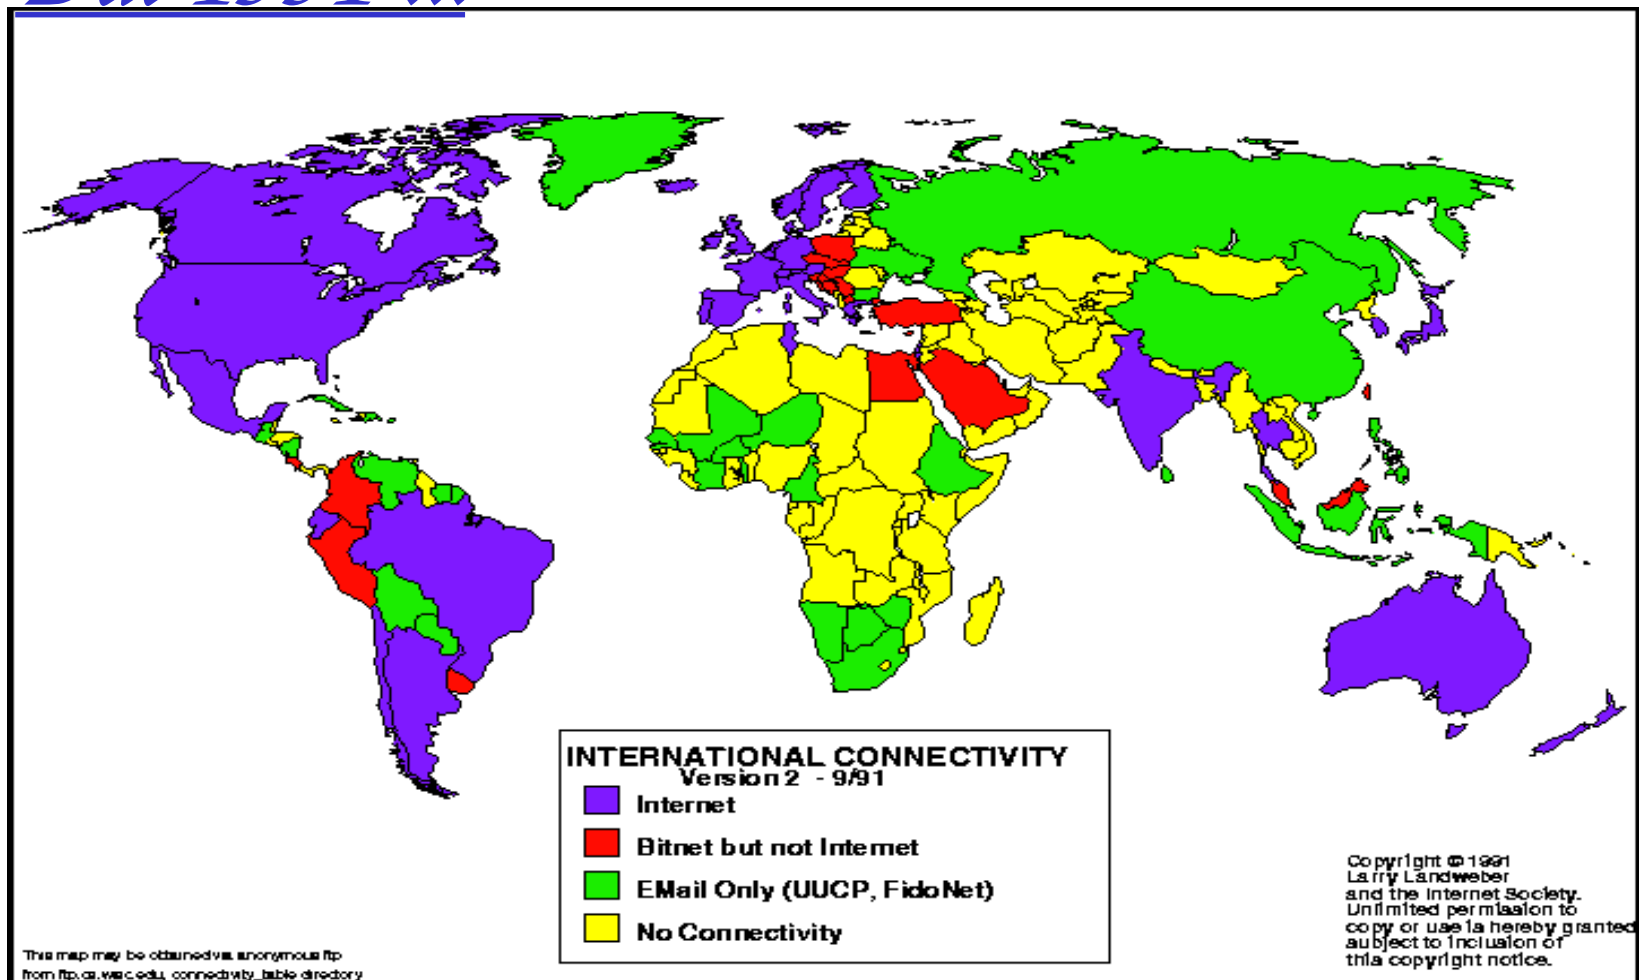 INTERNATIONAL CONNECTIVITY
Version 2 - 9/91
Internet
Bitnet but not Internet
EMail Only (UUCP, FidoNet)
No Connectivity
This map may be obtained via anonymous ftp
from ftp.cs.wisc.edu, connectivity_table directory
Copyright © 1991
Larry Landweber
and the Internet Society.
Unlimited permission to
copy or use is hereby granted
subject to inclusion of
this copyright notice.